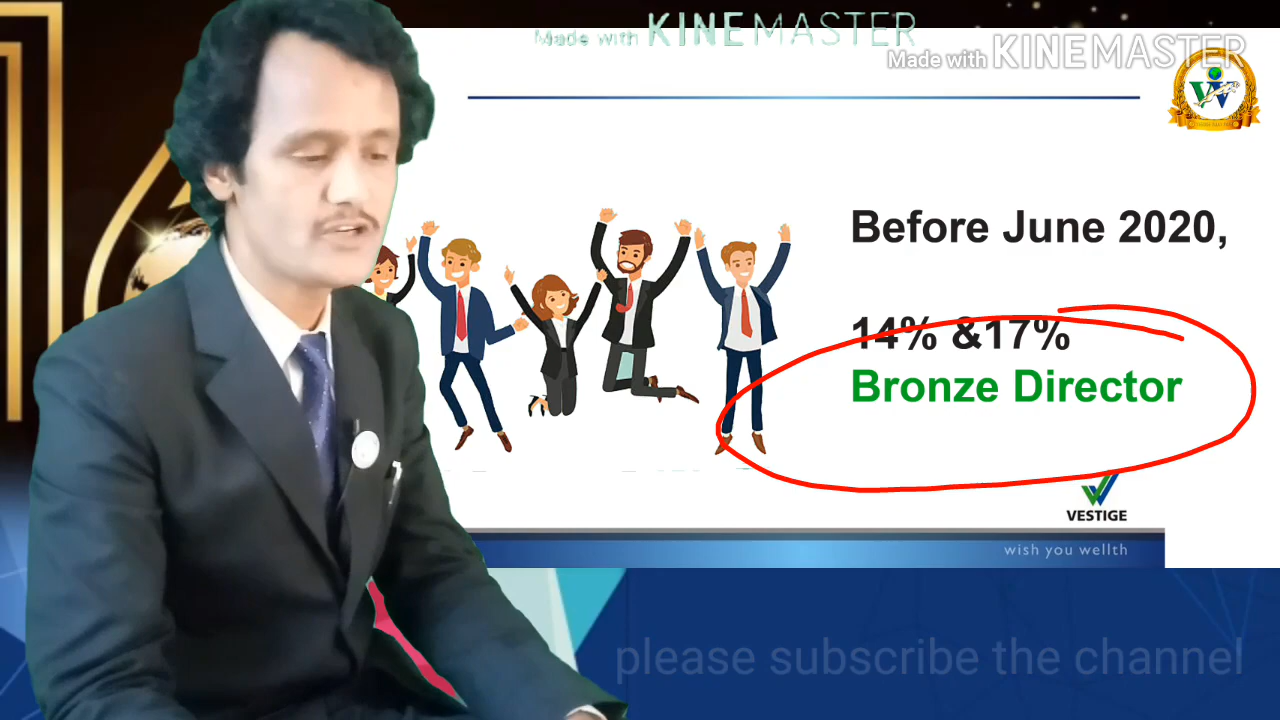 Made with KINEMASTER
Made with KINEMASTER
Before June 2020,
14% &17%
Bronze Director
VESTIGE
wish you wellth
please subscribe the channel